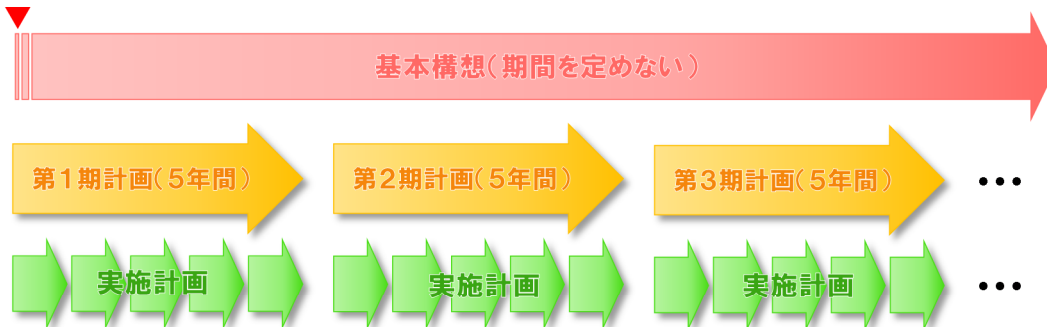 基本構想(期間を定めない)
第1期計画(5年間)
第2期計画(5年間)
第3期計画(5年間)
•••
実施計画
実施計画
実施計画
•••